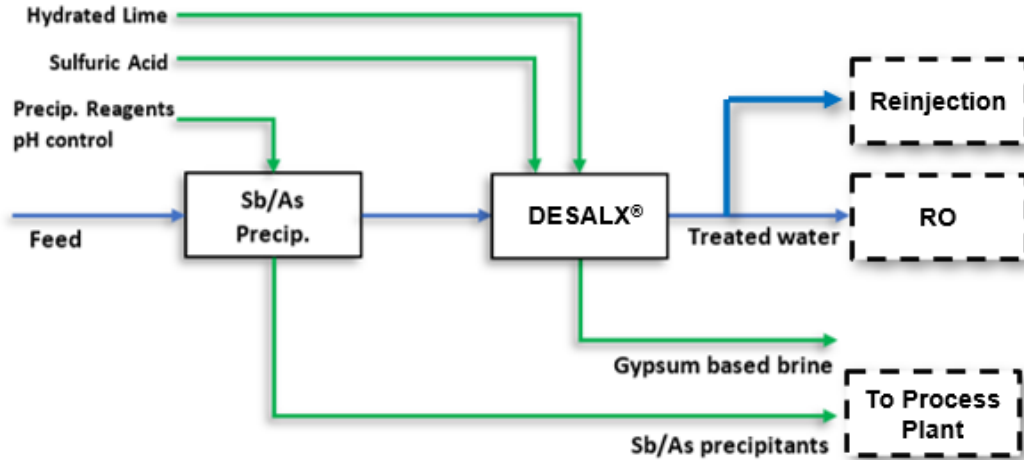 Hydrated Lime
Sulfuric Acid
Precip. Reagents
pH control
Reinjection
Sb/As
Precip.
DESALX®
RO
Feed
Treated water
Gypsum based brine
To Process
Plant
Sb/As precipitants